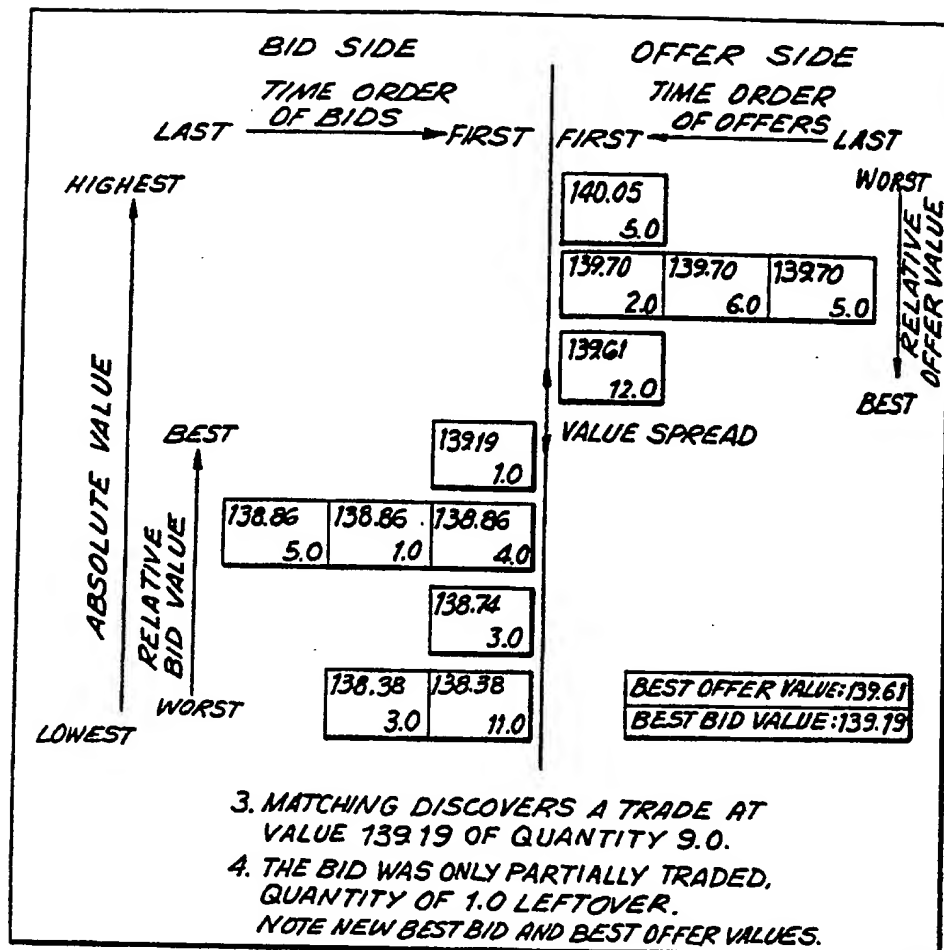 BID SIDE
OFFER SIDE
TIME ORDER
OF BIDS
TIME ORDER
OF OFFERS
LAST
FIRST
FIRST
LAST
HIGHEST
WORST
140.05
5.0
139.70 139.70 139.70
2.0 6.0 5.0
RELATIVE
OFFER VALUE
139.61
12.0
BEST
BEST
VALUE SPREAD
139.19
1.0
ABSOLUTE VALUE
RELATIVE
BID VALUE
138.86 138.86 138.86
5.0 1.0 4.0
138.74
3.0
138.38 138.38
3.0 11.0
WORST
LOWEST
BEST OFFER VALUE:139.61
BEST BID VALUE:139.19
3. MATCHING DISCOVERS A TRADE AT
VALUE 139.19 OF QUANTITY 9.0.
4. THE BID WAS ONLY PARTIALLY TRADED,
QUANTITY OF 1.0 LEFTOVER.
NOTE NEW BEST BID AND BEST OFFER VALUES.